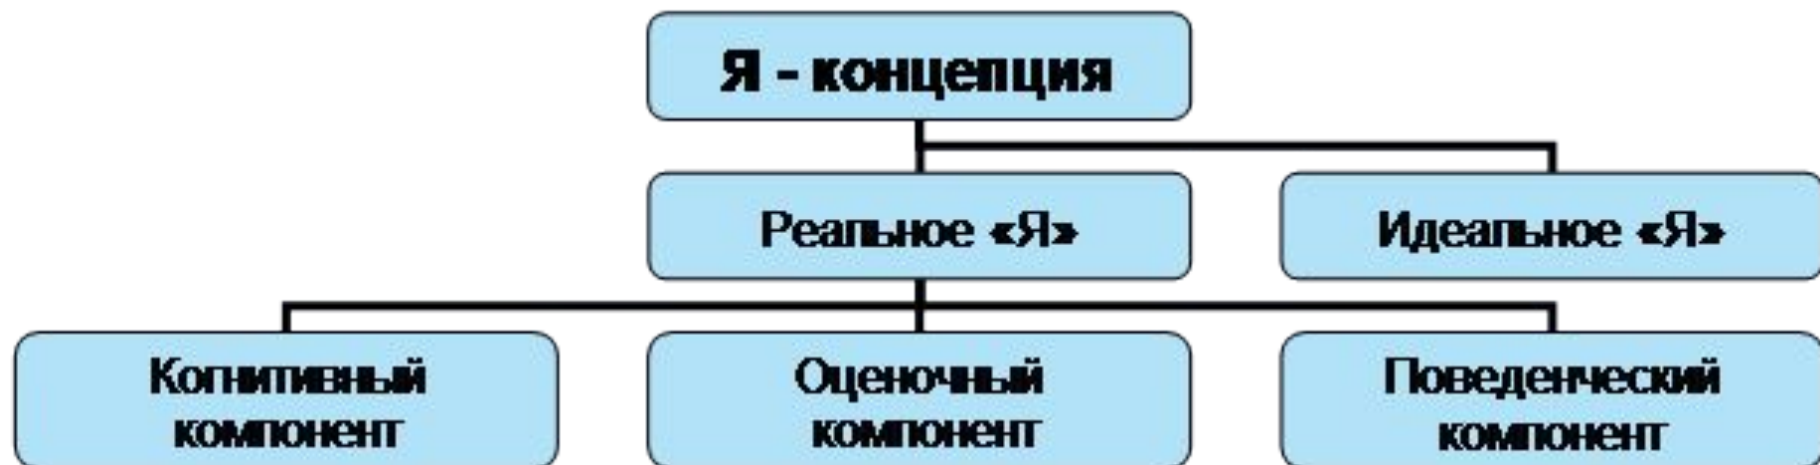 Я - концепция
Реальное «Я»
Идеальное «Я»
Когнитивный
компонент
Оценочный
компонент
Поведенческий
компонент